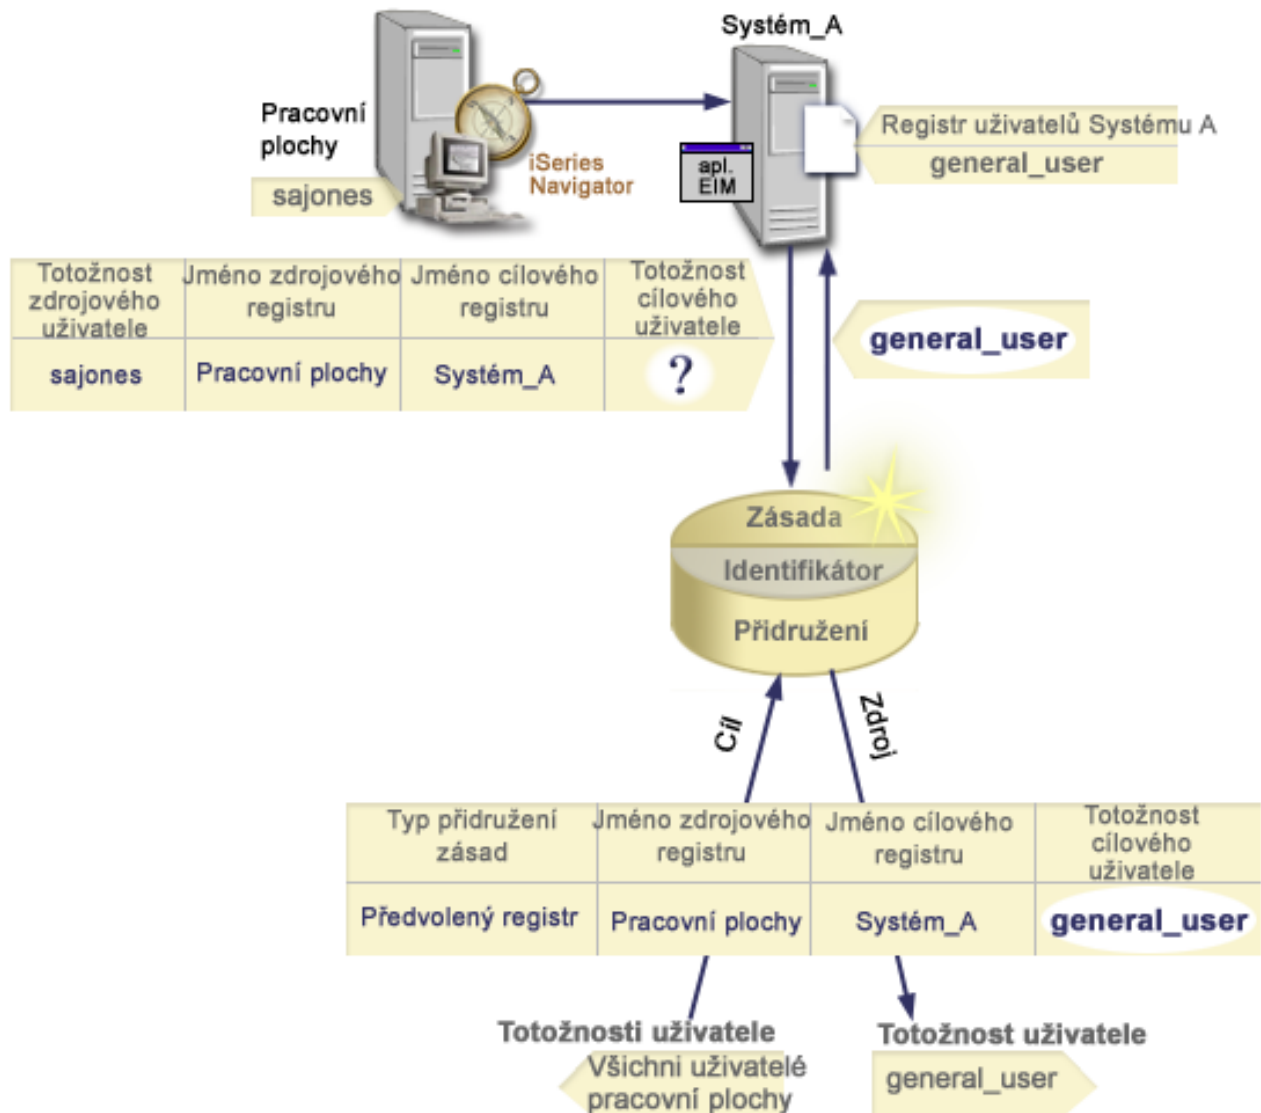 Systém_A
Pracovní
plochy
iSeries
Navigator
sajones
apl.
EIM
Registr uživatelů Systému A
general_user
Totožnost
zdrojového
uživatele
Jméno zdrojového
registru
Jméno cílového
registru
Totožnost
cílového
uživatele
sajones
Pracovní plochy
Systém_A
?
general_user
Zásada
Identifikátor
Přidružení
Cíl
Zdroj
Typ přidružení
zásad
Jméno zdrojového
registru
Jméno cílového
registru
Totožnost
cílového
uživatele
Předvolený registr
Pracovní plochy
Systém_A
general_user
Totožnosti uživatele
Všichni uživatelé
pracovní plochy
Totožnost uživatele
general_user